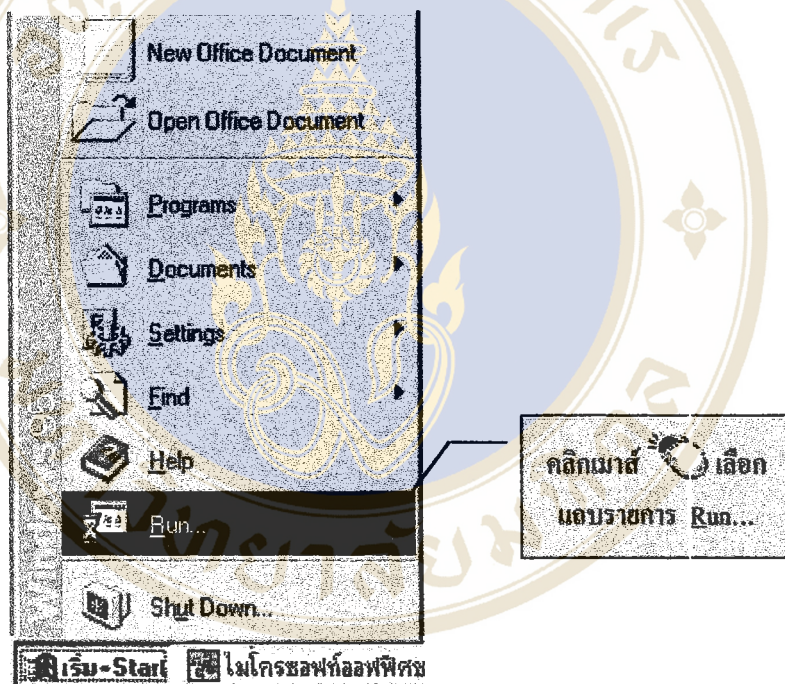 New Office Document
Open Office Document
Programs
Documents
Settings
Find
Help
Run...
Shut Down...
เริ่ม-Start
ไมโครซอฟท์ออฟฟิศช
คลิกเมาส์ เลือก
แถบรายการ Run...